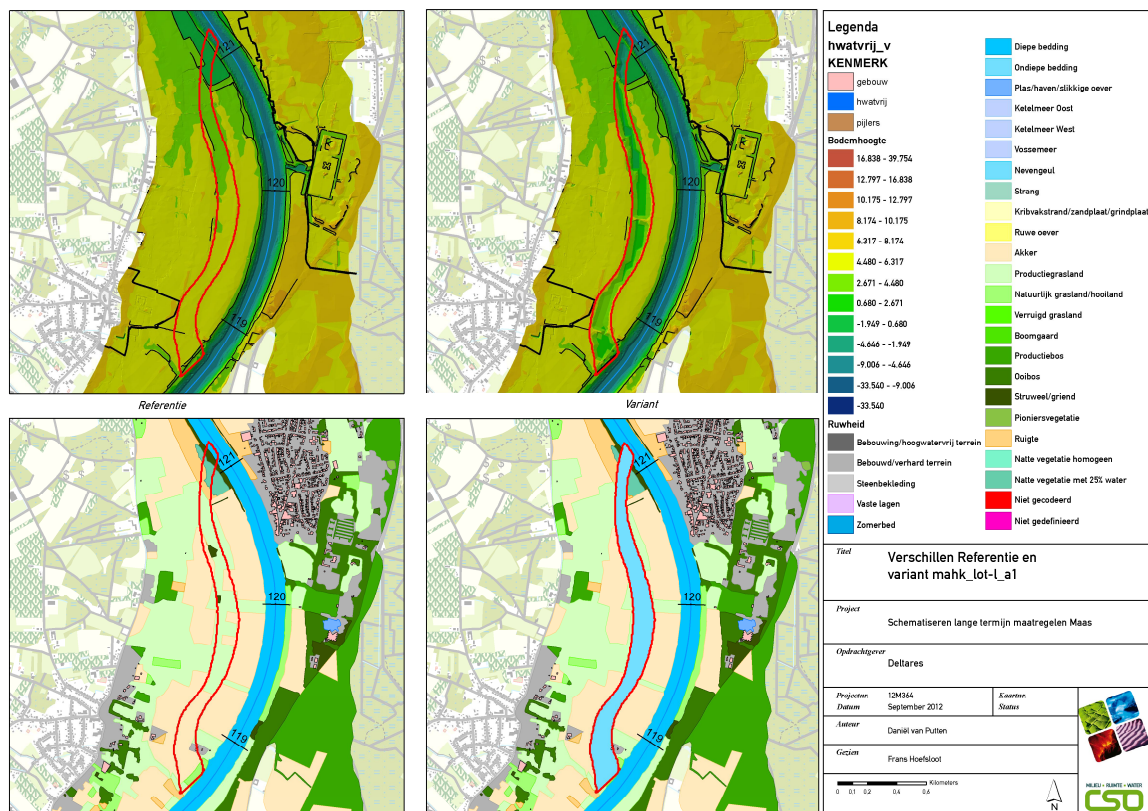 121
120
119
Referentie
121
120
119
Variant
121
120
119
121
120
119
Legenda
hwatvrij_v
KENMERK
gebouw
hwatvrij
pijlers
Bodemhoogte
16.838 - 39.754
12.797 - 16.838
10.175 - 12.797
8.174 - 10.175
6.317 - 8.174
4.480 - 6.317
2.671 - 4.480
0.680 - 2.671
-1.949 - 0.680
-4.646 - -1.949
-9.006 - -4.646
-33.540 - -9.006
-33.540
Ruwheid
Bebouwing/hoogwatervrij terrein
Bebouwd/verhard terrein
Steenbekleding
Vaste lagen
Zomerbed
Diepe bedding
Ondiepe bedding
Plas/haven/slikkige oever
Ketelmeer Oost
Ketelmeer West
Vossemeer
Nevengeul
Strang
Kribvakstrand/zandplaat/grindplaat
Ruwe oever
Akker
Productiegrasland
Natuurlijk grasland/hooiland
Verruigd grasland
Boomgaard
Productiebos
Ooibos
Struweel/griend
Pioniersvegetatie
Ruigte
Natte vegetatie homogeen
Natte vegetatie met 25% water
Niet gecodeerd
Niet gedefinieerd
Titel
Verschillen Referentie en
variant mahk_lot-l_a1
Project
Schematiseren lange termijn maatregelen Maas
Opdrachtgever
Deltares
Projectnr. 12M364 Kaartnr.
Datum September 2012 Status
Auteur
Daniël van Putten
Gezien
Frans Hoefsloot
Kilometers
0 0.1 0.2 0.4 0.6
N
MILIEU • RUIMTE • WATER
CSO